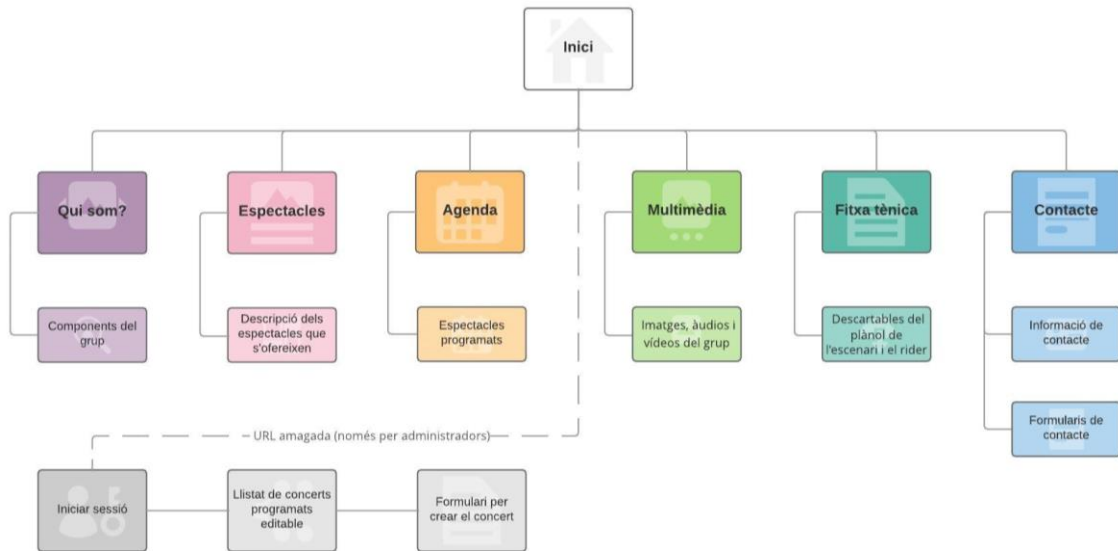 Inici
Qui som?
Espectacles
Agenda
Multimèdia
Fitxa tènica
Contacte
Components del
grup
Descripció dels
espectacles que
s'ofereixen
Espectacles
programats
Imatges, àudios i
vídeos del grup
Descartables del
plànol de
l'escenari i el rider
Informació de
contacte
Formularis de
contacte
URL amagada (només per administradors)
Iniciar sessió
Llistat de concerts
programats
editable
Formulari per
crear el concert